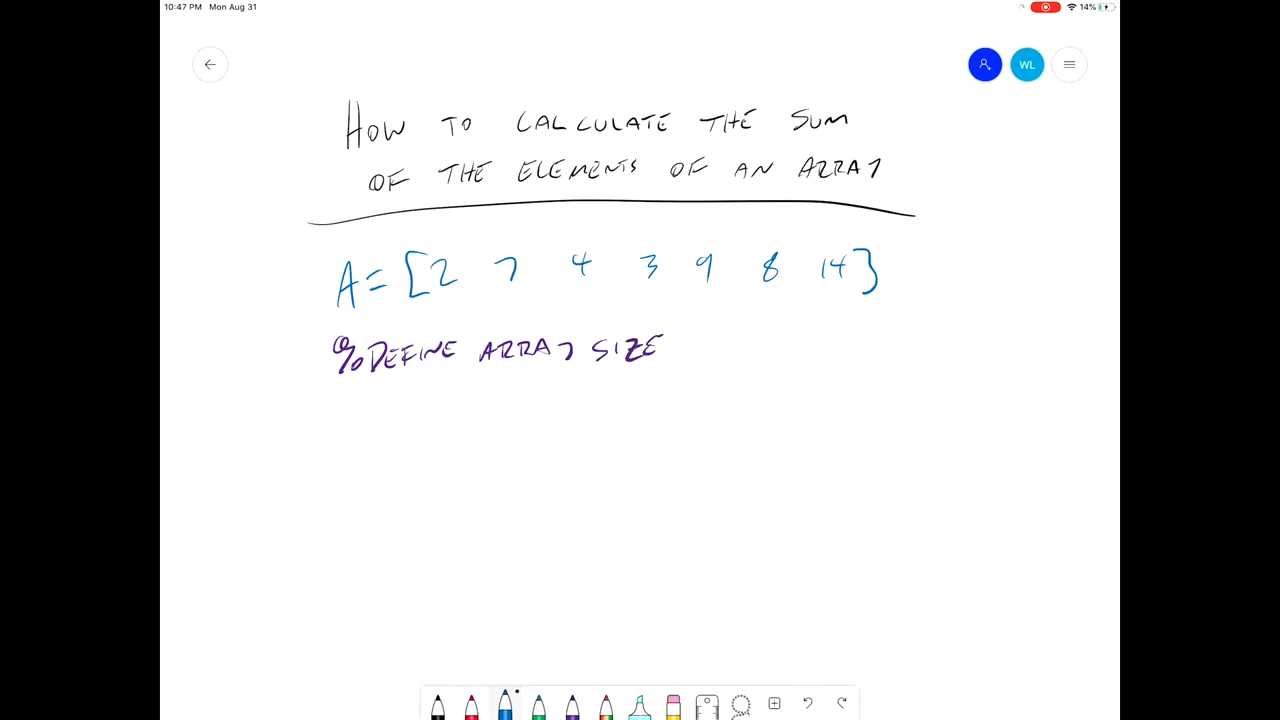 10:47 PM Mon Aug 31 14%
WL
HOW TO CALCULATE THE SUM
OF THE ELEMENTS OF AN ARRAY
A = [2 7 4 3 9 8 14]
%DEFINE ARRAY SIZE